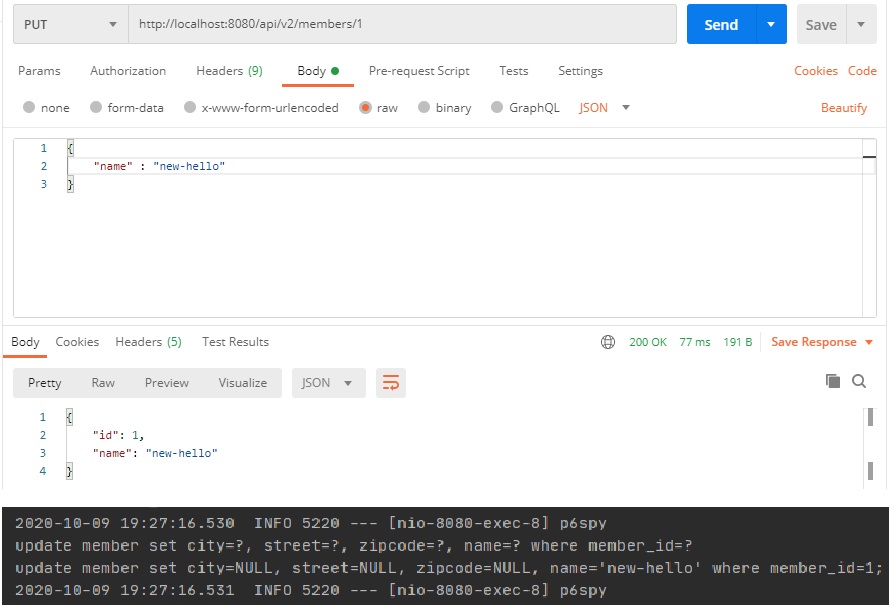 PUT http://localhost:8080/api/v2/members/1 Send Save
Params Authorization Headers (9) Body Pre-request Script Tests Settings Cookies Code
none form-data x-www-form-urlencoded raw binary GraphQL JSON Beautify
1 {
2 "name" : "new-hello"
3 }
Body Cookies Headers (5) Test Results 200 OK 77 ms 191 B Save Response
Pretty Raw Preview Visualize JSON
1 {
2 "id": 1,
3 "name": "new-hello"
4 }
2020-10-09 19:27:16.530 INFO 5220 --- [nio-8080-exec-8] p6spy
update member set city=?, street=?, zipcode=?, name=? where member_id=?
update member set city=NULL, street=NULL, zipcode=NULL, name='new-hello' where member_id=1;
2020-10-09 19:27:16.531 INFO 5220 --- [nio-8080-exec-8] p6spy